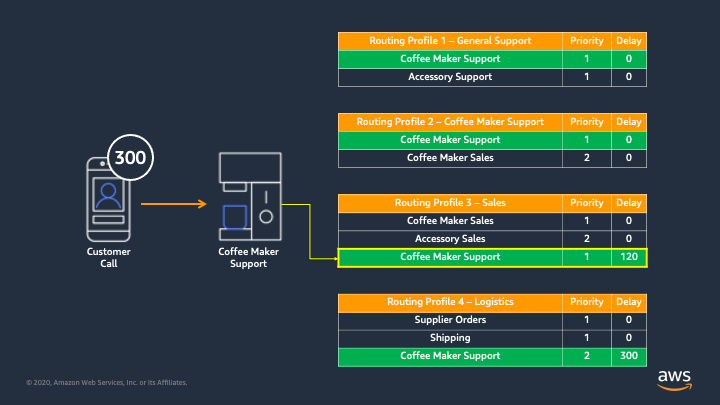 Routing Profile 1 – General Support Priority Delay
Coffee Maker Support 1 0
Accessory Support 1 0
Routing Profile 2 – Coffee Maker Support Priority Delay
Coffee Maker Support 1 0
Coffee Maker Sales 2 0
300
Customer
Call
Coffee Maker
Support
Routing Profile 3 – Sales Priority Delay
Coffee Maker Sales 1 0
Accessory Sales 2 0
Coffee Maker Support 1 120
Routing Profile 4 – Logistics Priority Delay
Supplier Orders 1 0
Shipping 1 0
Coffee Maker Support 2 300
© 2020, Amazon Web Services, Inc. or its Affiliates.
aws